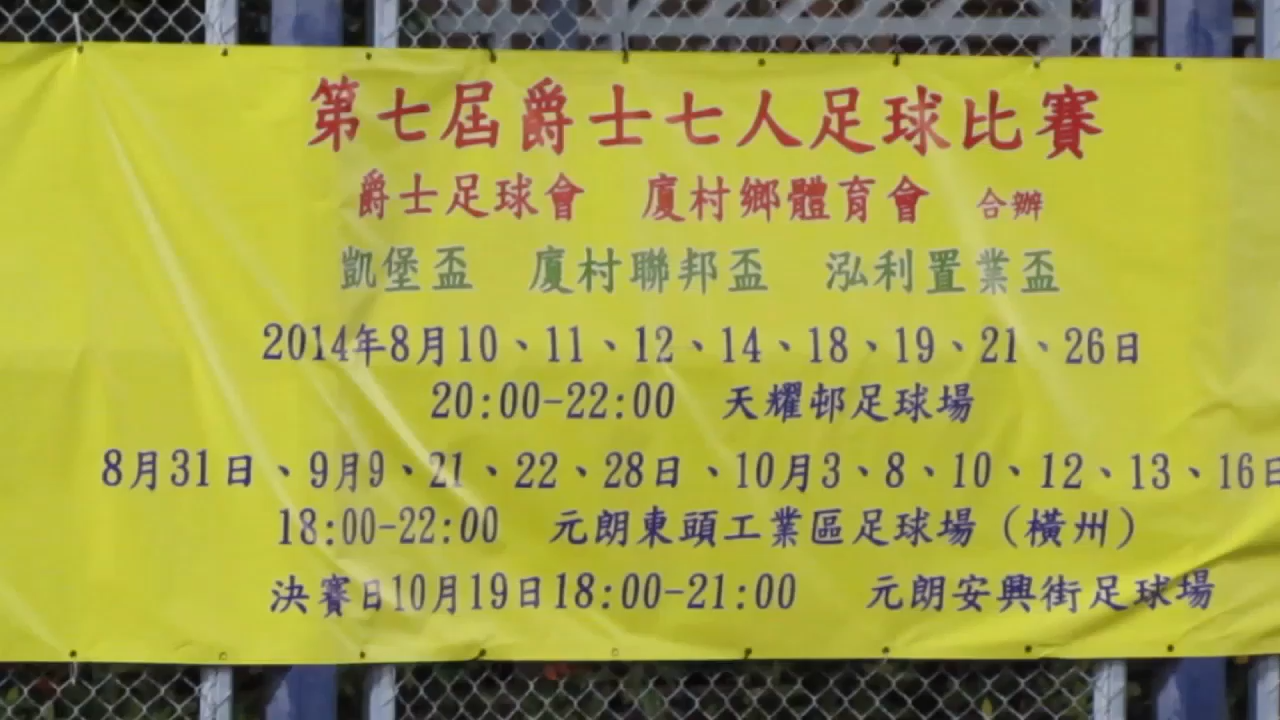 第七屆爵士七人足球比賽
爵士足球會 廈村鄉體育會 合辦
凱堡盃 廈村聯邦盃 泓利置業盃
2014年8月10、11、12、14、18、19、21、26日
20:00-22:00 天耀邨足球場
8月31日、9月9、21、22、28日、10月3、8、10、12、13、16日
18:00-22:00 元朗東頭工業區足球場（橫州）
決賽日10月19日18:00-21:00 元朗安興街足球場